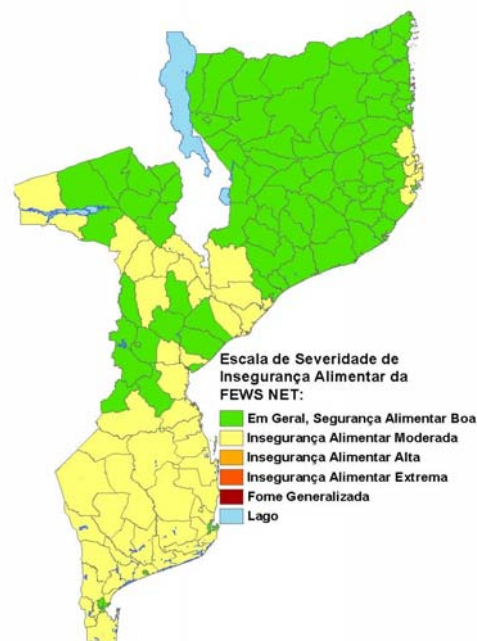 Escala de Severidade de
Insegurança Alimentar da
FEWS NET:
Em Geral, Segurança Alimentar Boa
Insegurança Alimentar Moderada
Insegurança Alimentar Alta
Insegurança Alimentar Extrema
Fome Generalizada
Lago